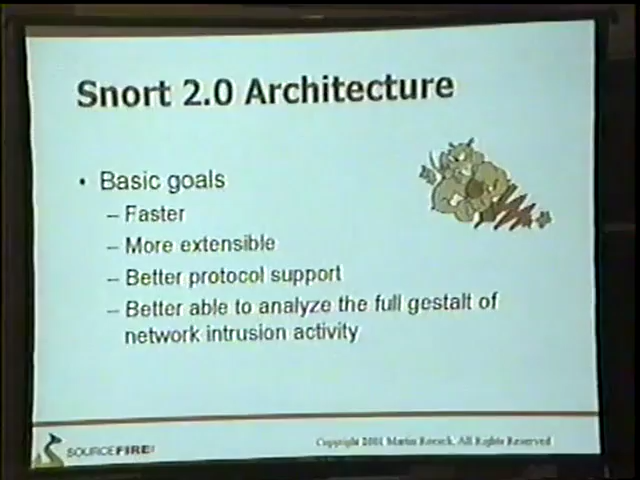 Snort 2.0 Architecture
• Basic goals
– Faster
– More extensible
– Better protocol support
– Better able to analyze the full gestalt of
network intrusion activity
SOURCEFIRE
Copyright 2001 Martin Roesch, All Rights Reserved